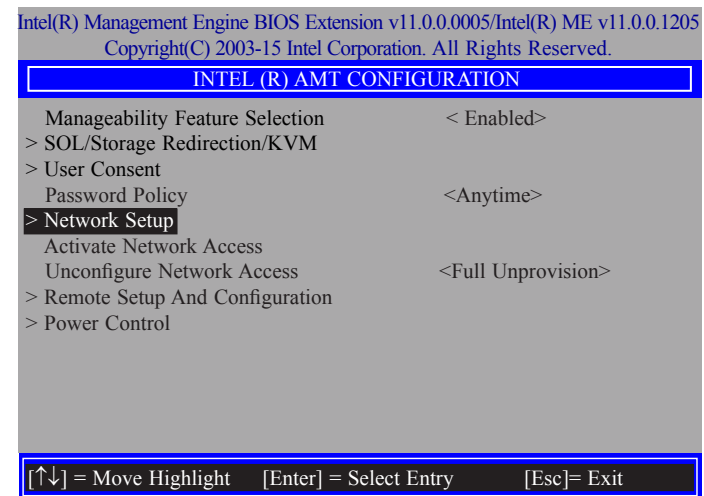 Intel(R) Management Engine BIOS Extension v11.0.0.0005/Intel(R) ME v11.0.0.1205
Copyright(C) 2003-15 Intel Corporation. All Rights Reserved.
INTEL (R) AMT CONFIGURATION
Manageability Feature Selection < Enabled>
> SOL/Storage Redirection/KVM
> User Consent
Password Policy <Anytime>
> Network Setup
Activate Network Access
Unconfigure Network Access <Full Unprovision>
> Remote Setup And Configuration
> Power Control
[↑↓] = Move Highlight [Enter] = Select Entry [Esc]= Exit